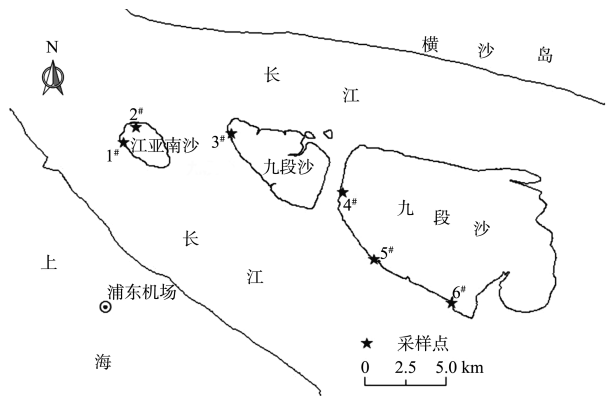 横沙岛
N
长江
2#
江亚南沙
1#
3#
九段沙
4#
九段沙
长江
5#
上海
浦东机场
6#
采样点
0 2.5 5.0 km